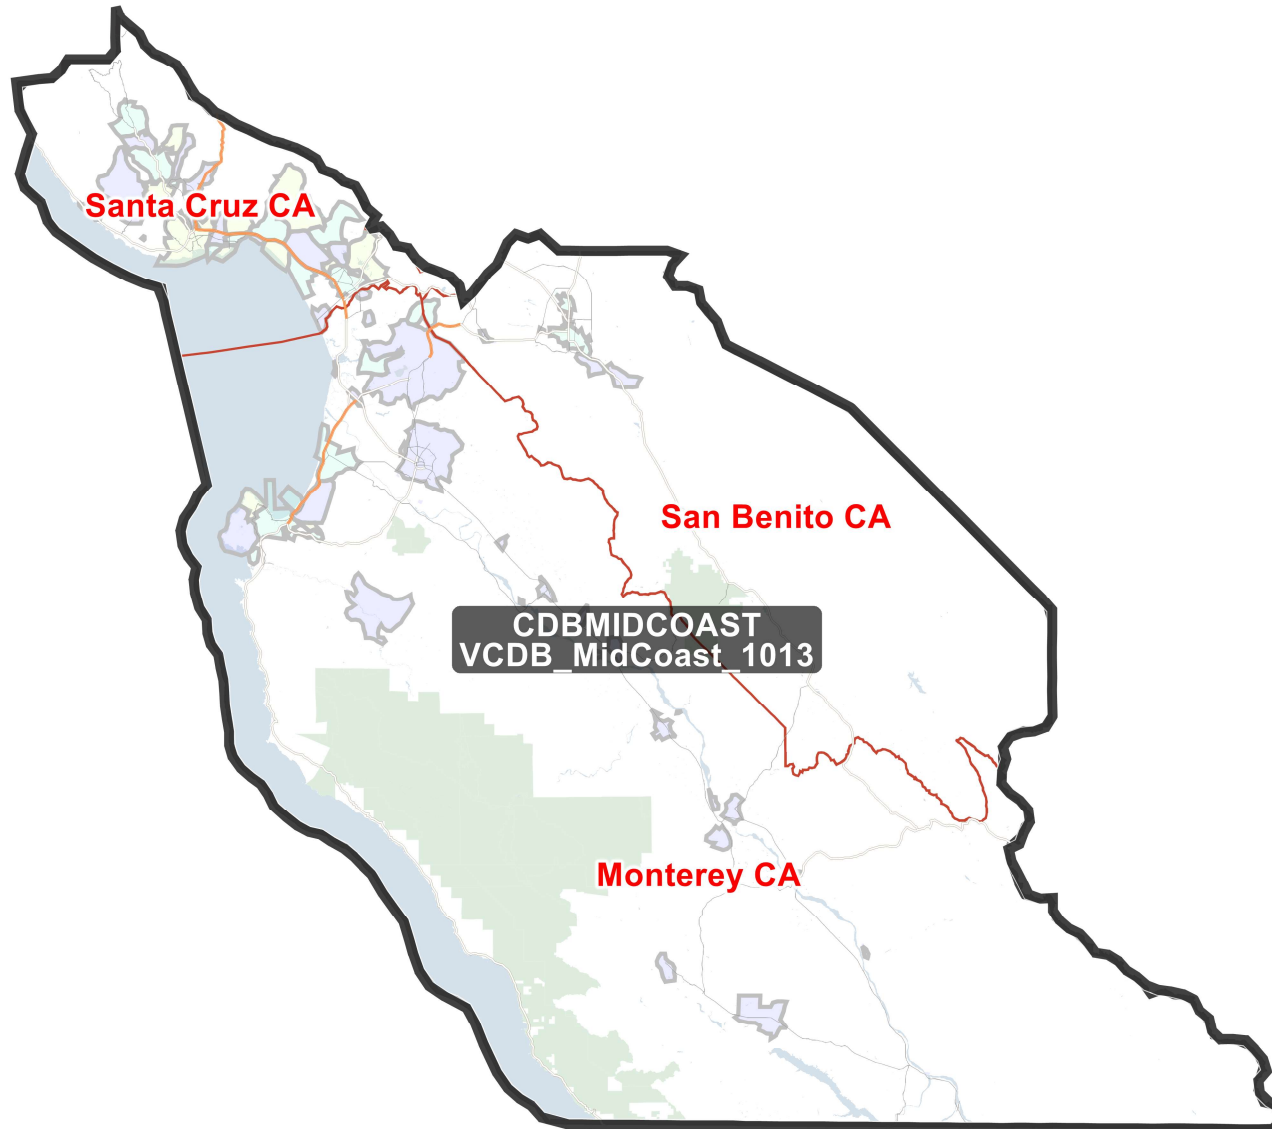 Santa Cruz CA
San Benito CA
CDBMIDCOAST
VCDB_MidCoast_1013
Monterey CA